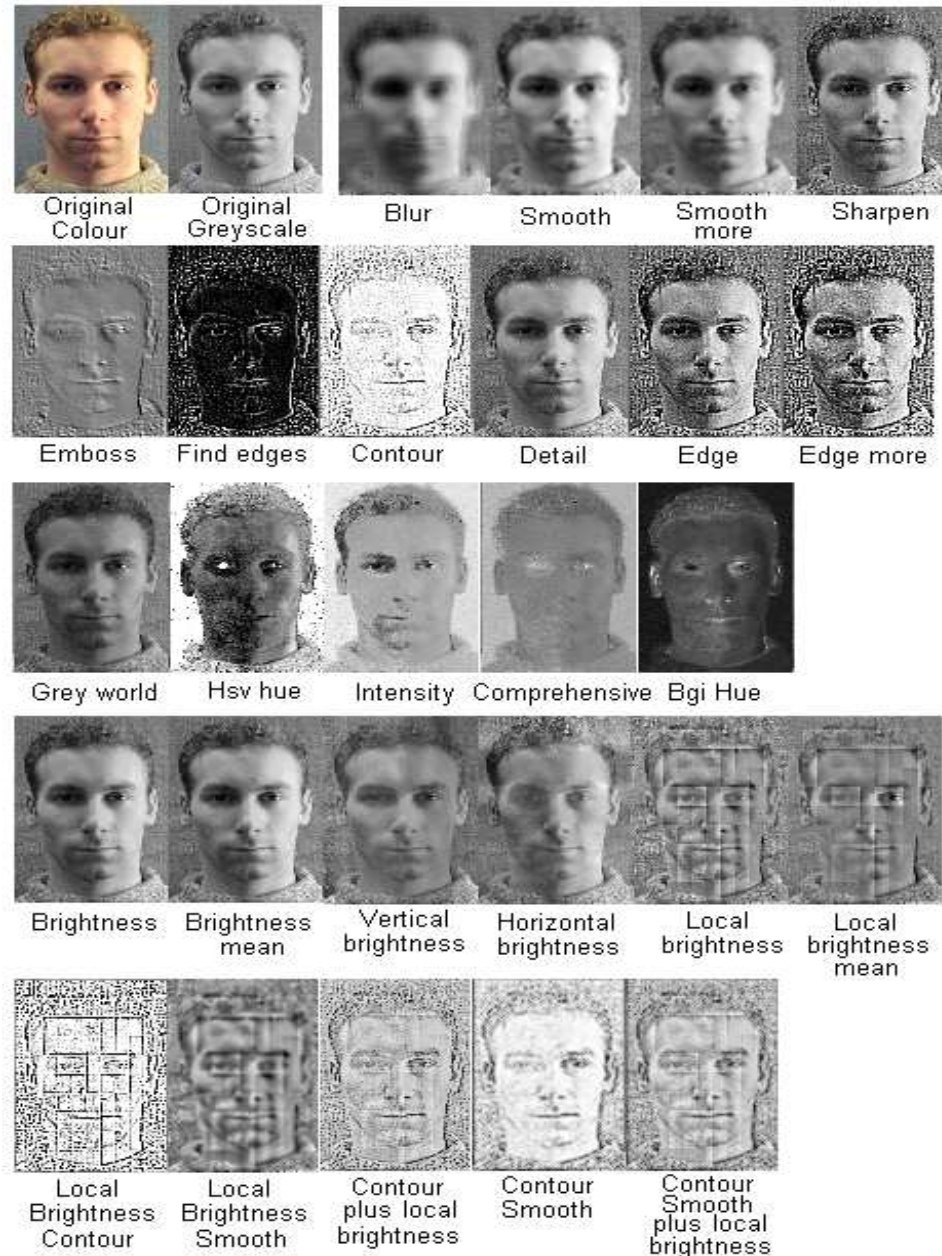 Original
Colour
Original
Greyscale
Blur
Smooth
Smooth
more
Sharpen
Emboss
Find edges
Contour
Detail
Edge
Edge more
Grey world
Hsv hue
Intensity
Comprehensive
Bgi Hue
Brightness
Brightness
mean
Vertical
brightness
Horizontal
brightness
Local
brightness
Local
brightness
mean
Local
Brightness
Contour
Local
Brightness
Smooth
Contour
plus local
brightness
Contour
Smooth
Contour
Smooth
plus local
brightness